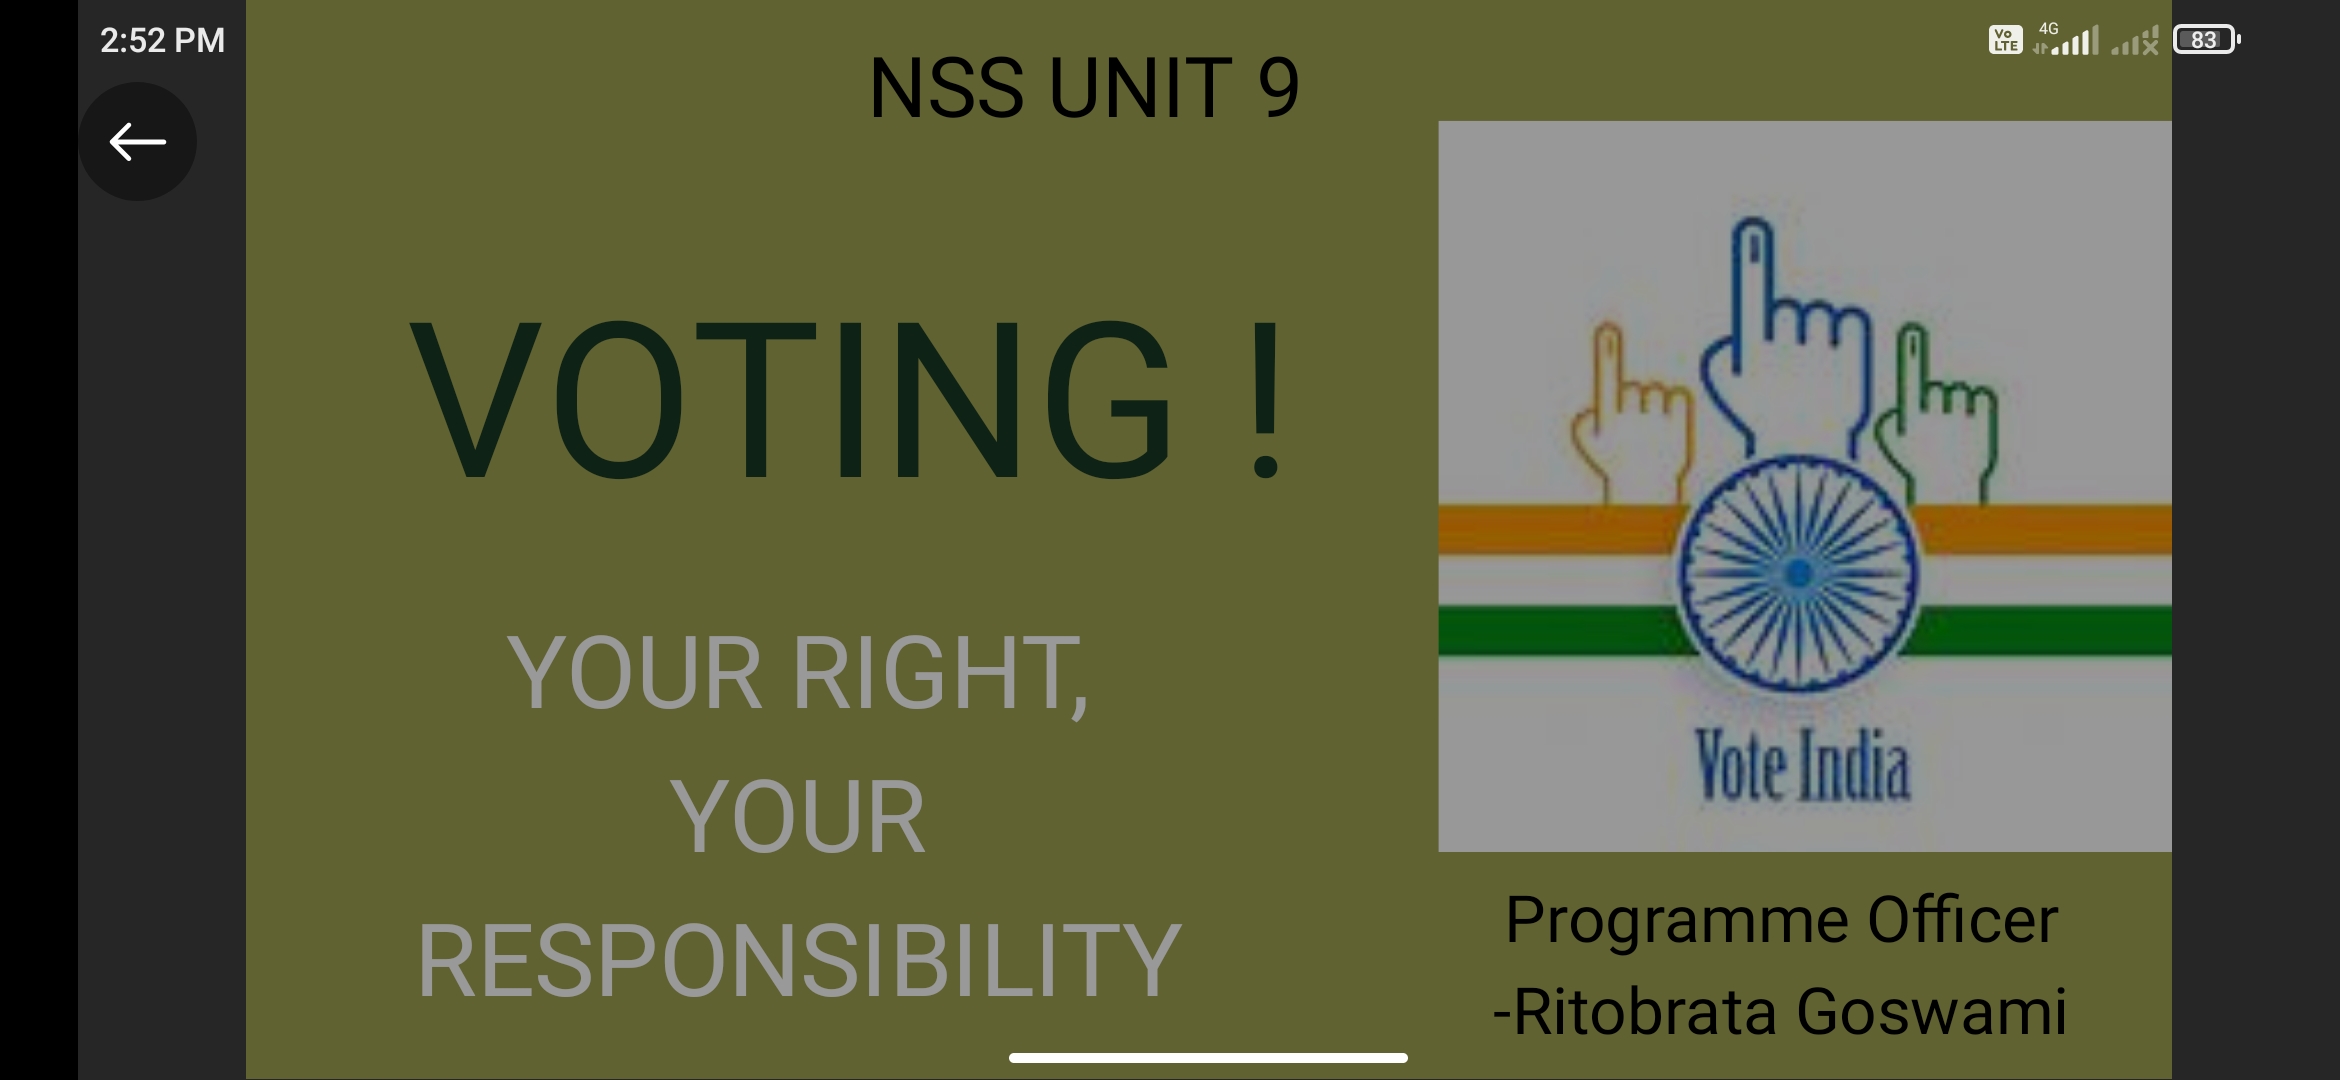 2:52 PM
Vo LTE
4G
83
NSS UNIT 9
VOTING !
YOUR RIGHT,
YOUR
RESPONSIBILITY
Vote India
Programme Officer
-Ritobrata Goswami